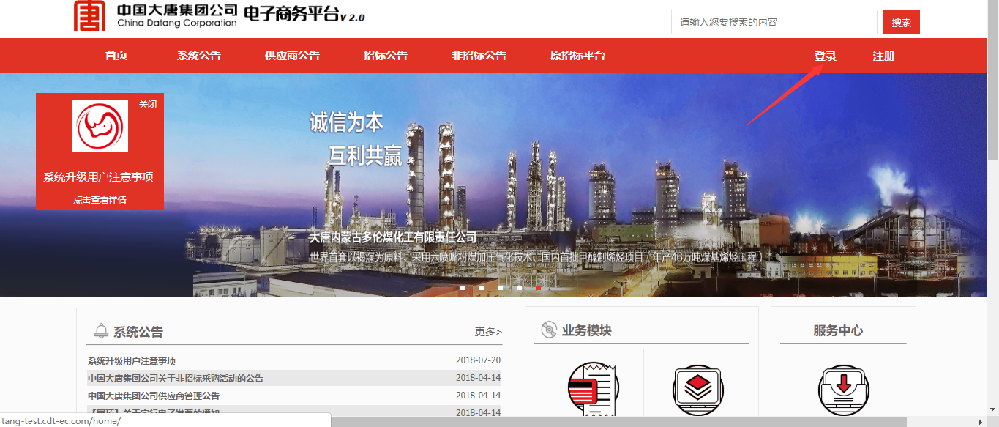 中国大唐集团公司 电子商务平台 v 2.0
China Datang Corporation
请输入您要搜索的内容
搜索
首页 系统公告 供应商公告 招标公告 非招标公告 原招标平台 登录 注册
关闭
系统升级用户注意事项
点击查看详情
诚信为本
互利共赢
大唐内蒙古多伦煤化工有限责任公司
世界首套以褐煤为原料、采用六喷嘴粉煤加压气化技术、国内首批甲醇制烯烃项目（年产46万吨煤基烯烃工程）
系统公告 更多>
系统升级用户注意事项 2018-07-20
中国大唐集团公司关于非招标采购活动的公告 2018-04-14
中国大唐集团公司供应商管理公告 2018-04-14
【置顶】关于实行电子发票的通知 2018-04-14
业务模块
服务中心
tang-test.cdt-ec.com/home/